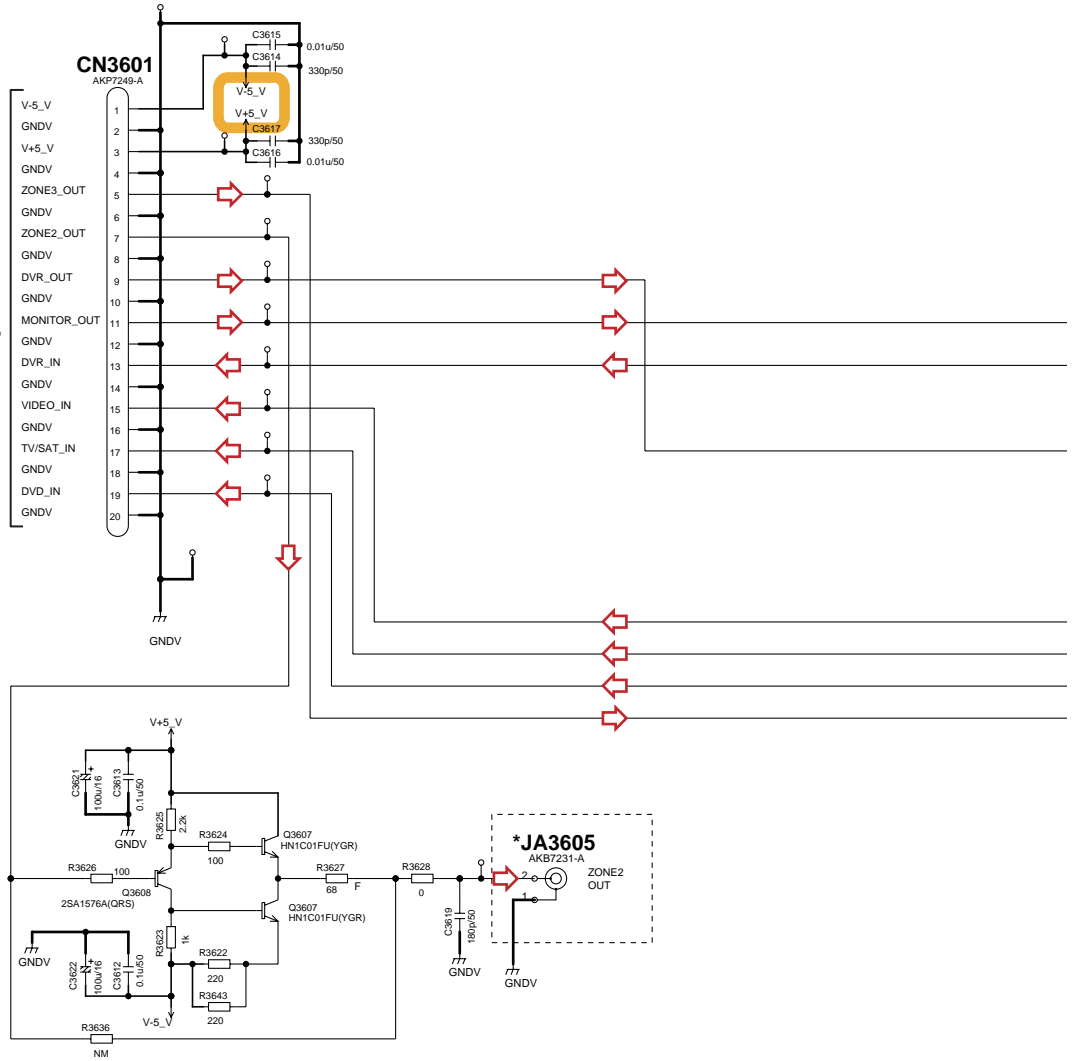 CN3601
AKP7249-A
V-5_V
1
GNDV
2
V+5_V
3
GNDV
4
ZONE3_OUT
5
GNDV
6
ZONE2_OUT
7
GNDV
8
DVR_OUT
9
GNDV
10
MONITOR_OUT
11
GNDV
12
DVR_IN
13
GNDV
14
VIDEO_IN
15
GNDV
16
TV/SAT_IN
17
GNDV
18
DVD_IN
19
GNDV
20
C3615
0.01u/50
C3614
330p/50
V-5_V
V+5_V
C3617
330p/50
C3616
0.01u/50
GNDV
V+5_V
C3621
100u/16
+
C3613
0.1u/50
GNDV
R3625
2.2k
R3624
100
Q3607
HN1C01FU(YGR)
R3626
100
Q3608
2SA1576A(QRS)
R3627
68
F
R3628
0
Q3607
HN1C01FU(YGR)
R3623
1k
GNDV
C3622
100u/16
+
C3612
0.1u/50
R3622
220
R3643
220
V-5_V
R3636
NM
C3619
180p/50
GNDV
*JA3605
AKB7231-A
2
1
ZONE2
OUT
GNDV